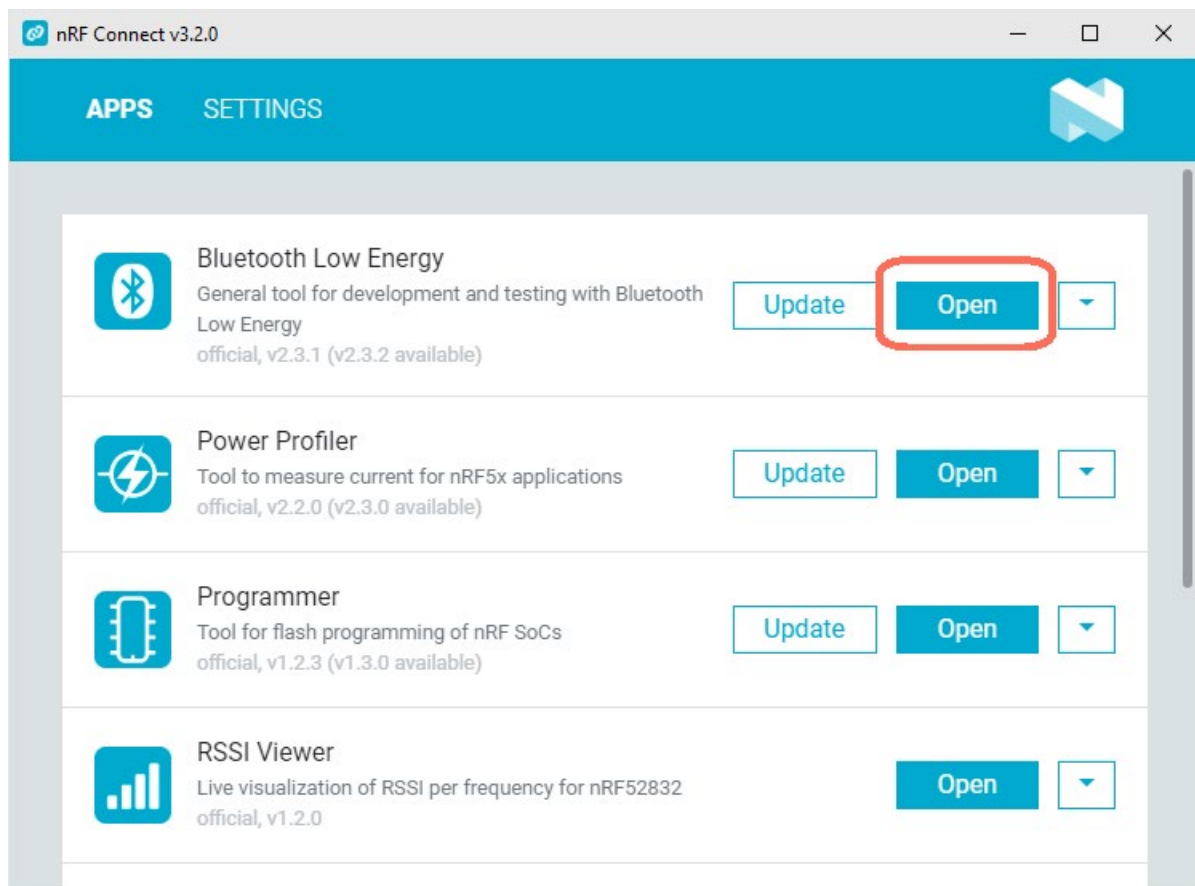 nRF Connect v3.2.0
APPS SETTINGS
Bluetooth Low Energy
General tool for development and testing with Bluetooth
Low Energy
official, v2.3.1 (v2.3.2 available)
Update Open
Power Profiler
Tool to measure current for nRF5x applications
official, v2.2.0 (v2.3.0 available)
Update Open
Programmer
Tool for flash programming of nRF SoCs
official, v1.2.3 (v1.3.0 available)
Update Open
RSSI Viewer
Live visualization of RSSI per frequency for nRF52832
official, v1.2.0
Open